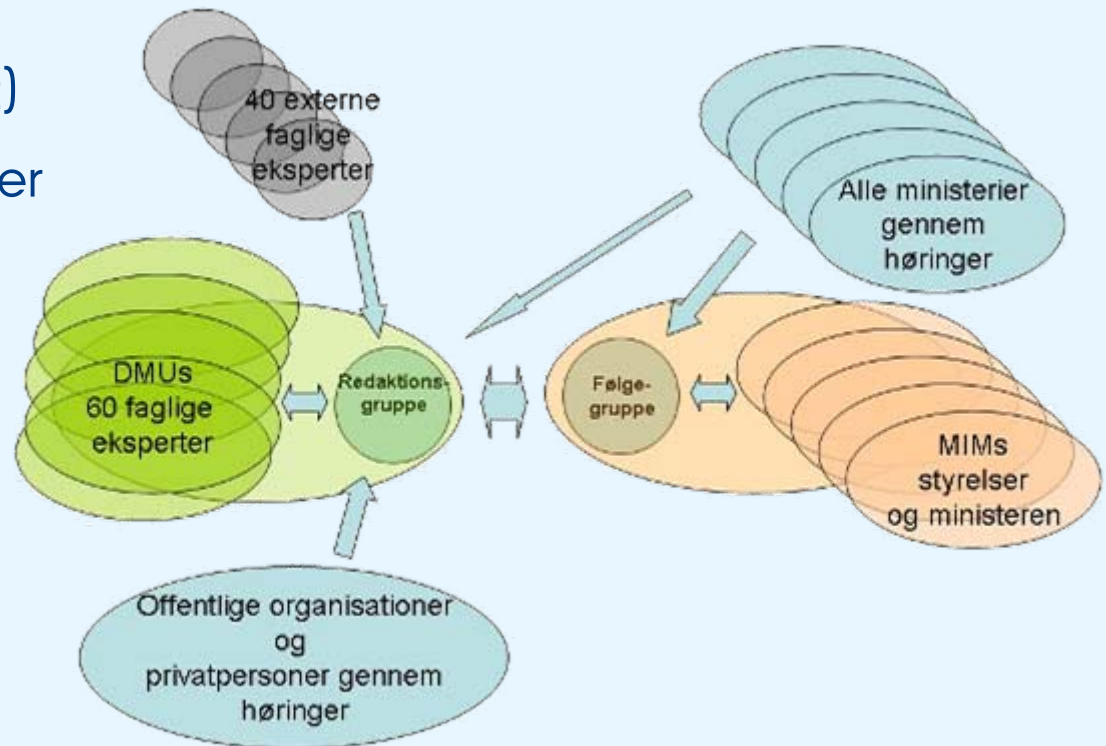 )
er
40 externe
faglige
eksperter
Alle ministerier
gennem
høringer
DMUs
60 faglige
eksperter
Redaktions-
gruppe
Følge-
gruppe
MIMs
styrelser
og ministeren
Offentlige organisationer
og
privatpersoner gennem
høringer